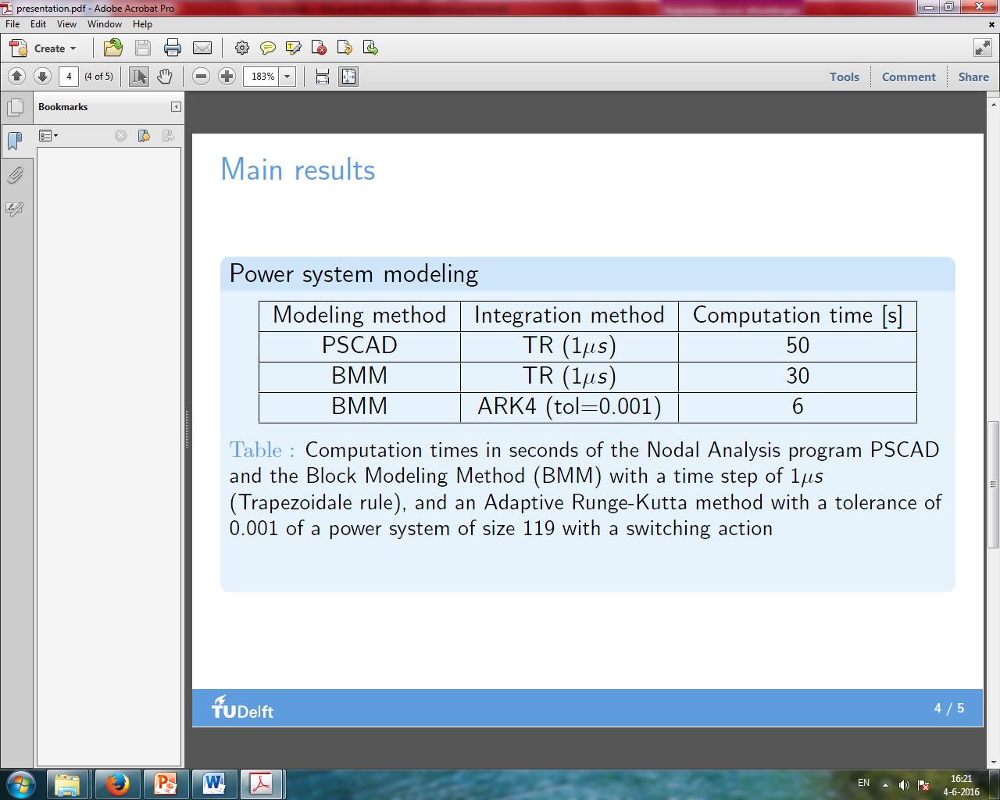 presentation.pdf - Adobe Acrobat Pro
File Edit View Window Help
Create
4 (4 of 5) 183% Tools Comment Share
Bookmarks
Main results
Power system modeling
Modeling method Integration method Computation time [s]
PSCAD TR (1μs) 50
BMM TR (1μs) 30
BMM ARK4 (tol=0.001) 6
Table : Computation times in seconds of the Nodal Analysis program PSCAD
and the Block Modeling Method (BMM) with a time step of 1μs
(Trapezoidale rule), and an Adaptive Runge-Kutta method with a tolerance of
0.001 of a power system of size 119 with a switching action
TU Delft 4 / 5
EN 16:21
4-6-2016